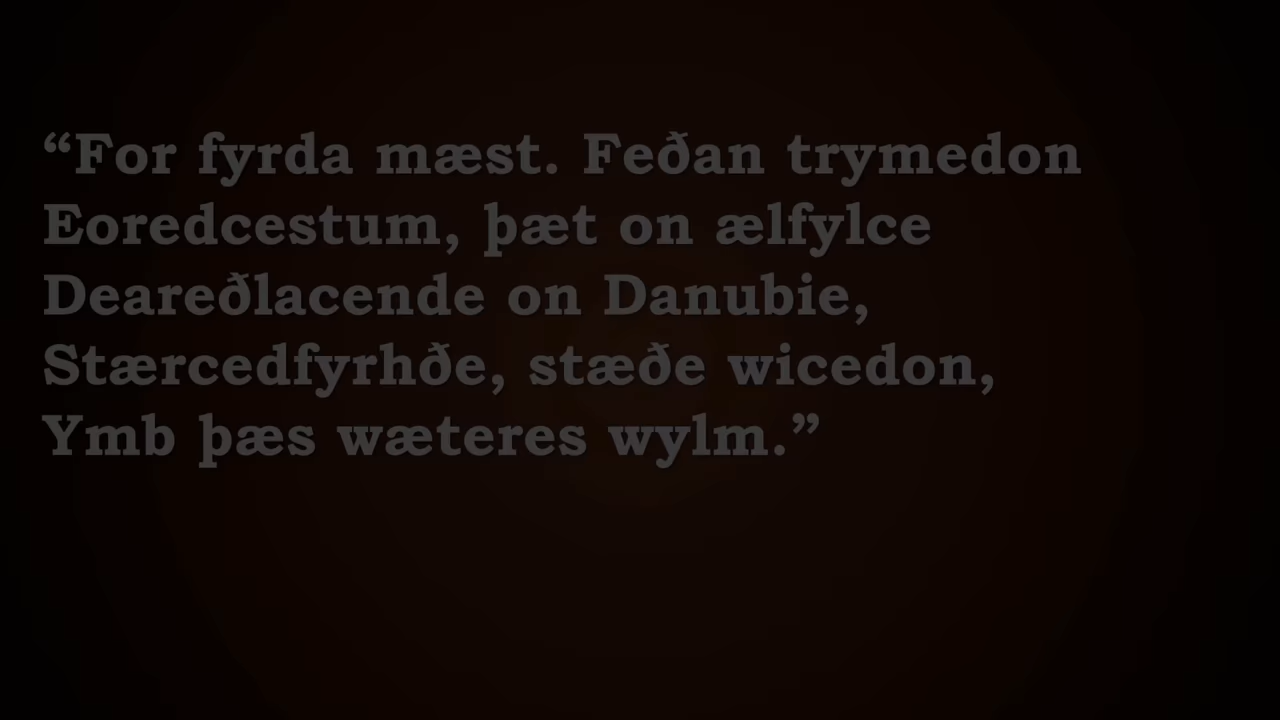 “For fyrda mæst. Feðan trymedon
Eoredcestum, þæt on ælfylce
Deareðlacende on Danubie,
Stærcedfyrhðe, stæðe wicedon,
Ymb þæs wæteres wylm.”